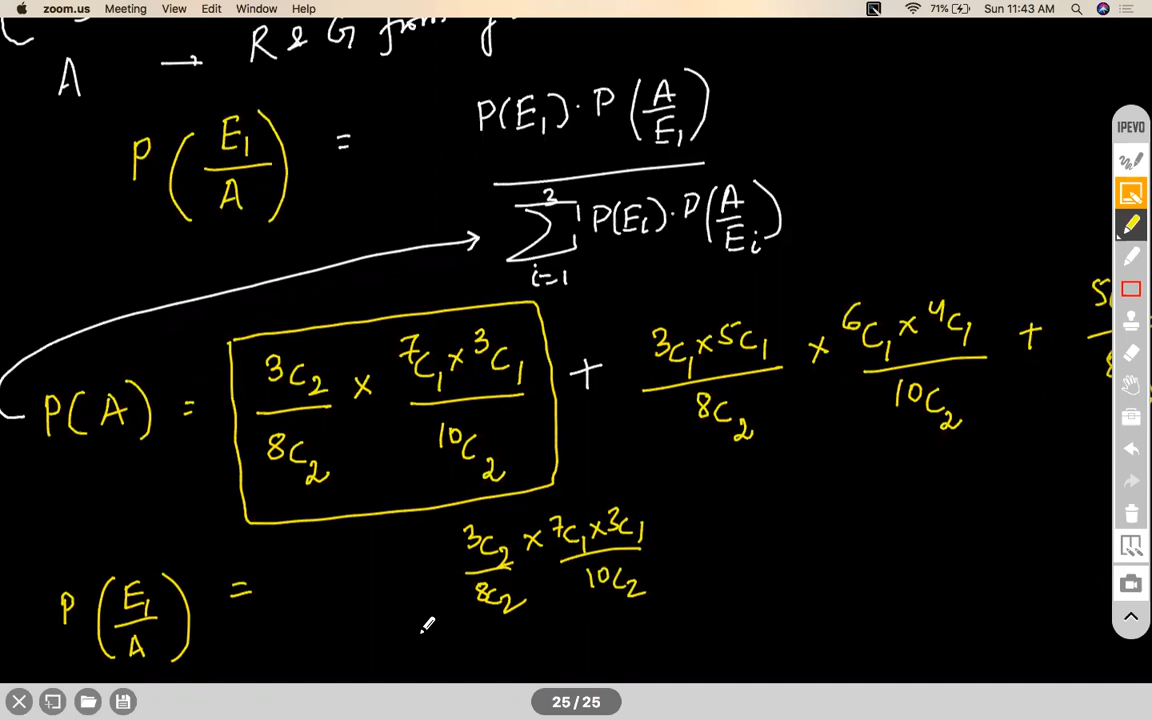 zoom.us Meeting View Edit Window Help 71% Sun 11:43 AM
A → R & G from
P(E₁/A) = P(E₁)·P(A/E₁) / ∑_{i=1}^{2} P(Eᵢ)·P(A/Eᵢ)
P(A) = 3C₂/8C₂ × ⁷C₁×³C₁/¹⁰C₂ + 3C₁×5C₁/8C₂ × ⁶C₁×⁴C₁/10C₂ +
P(E₁/A) = 3C₂/8C₂ × ⁷C₁×3C₁/10C₂
IPEVO
25 / 25